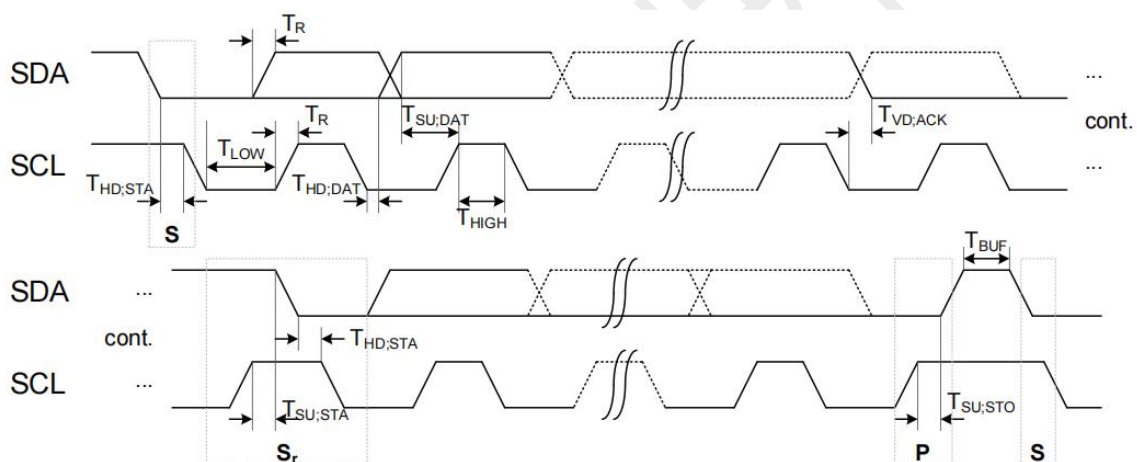 T_R
SDA ...
T_SU;DAT T_VD;ACK cont.
T_R
T_LOW
SCL ...
T_HD;STA T_HD;DAT
T_HIGH
S
T_BUF
SDA ...
cont.
T_HD;STA
SCL ...
T_SU;STA T_SU;STO
S_r P S